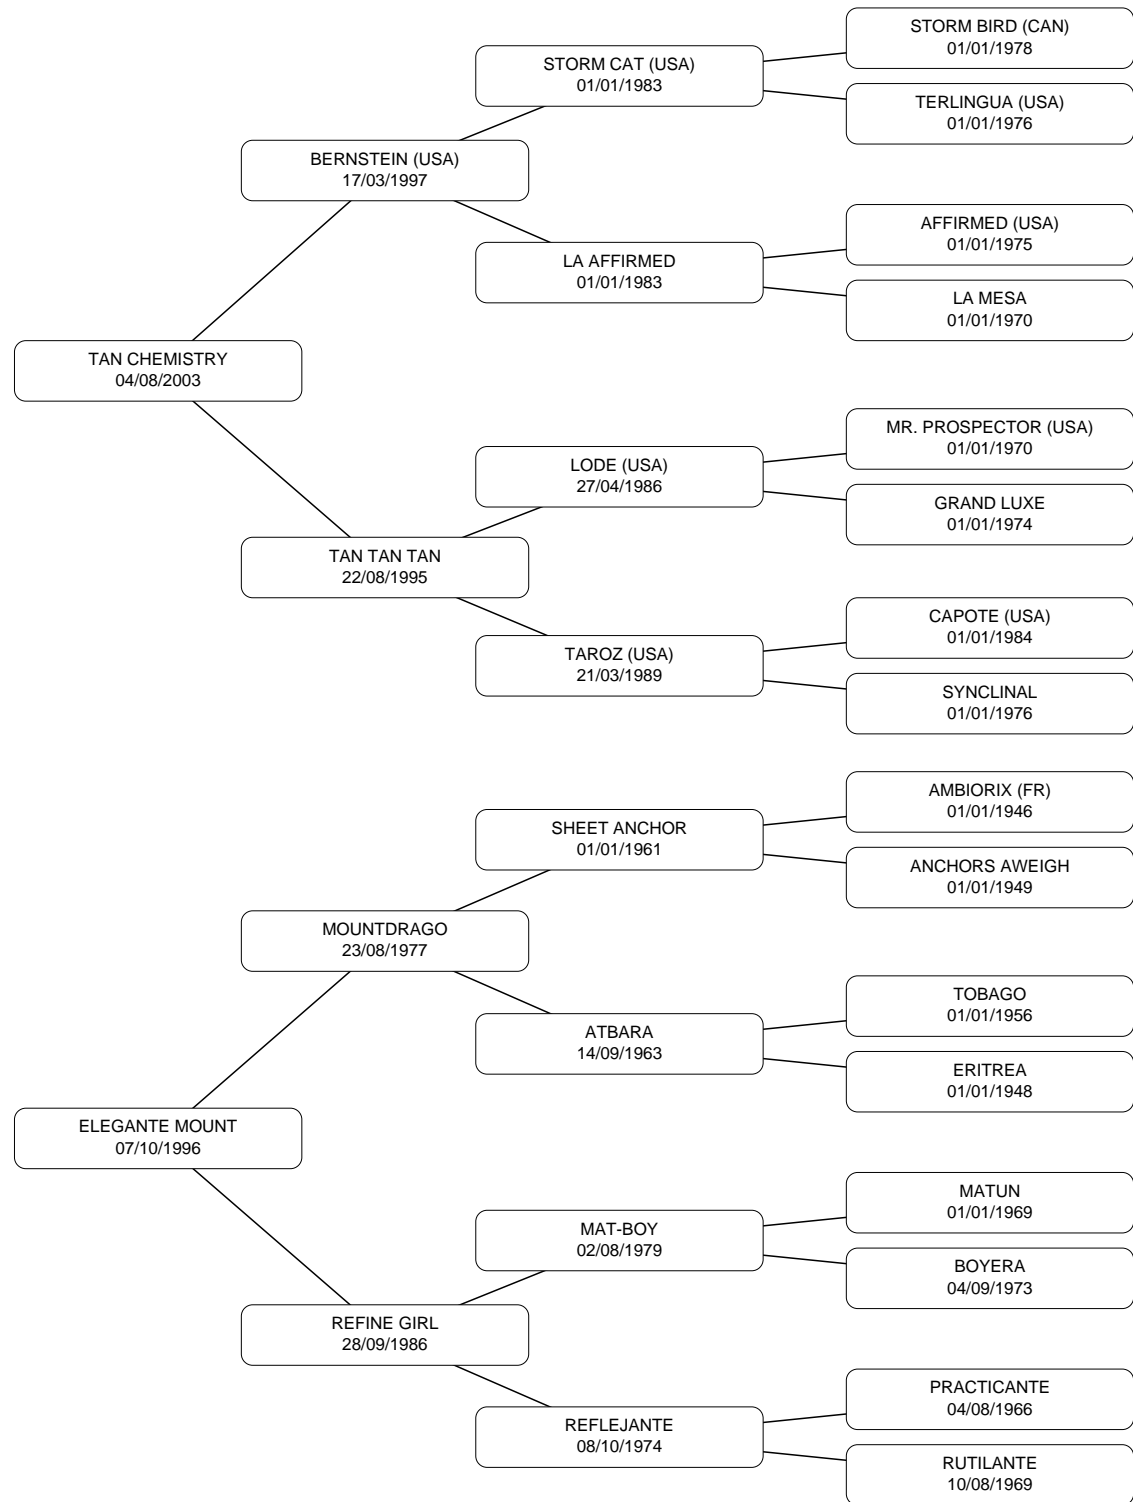 STORM BIRD (CAN)
01/01/1978
STORM CAT (USA)
01/01/1983
TERLINGUA (USA)
01/01/1976
BERNSTEIN (USA)
17/03/1997
AFFIRMED (USA)
01/01/1975
LA AFFIRMED
01/01/1983
LA MESA
01/01/1970
TAN CHEMISTRY
04/08/2003
MR. PROSPECTOR (USA)
01/01/1970
LODE (USA)
27/04/1986
GRAND LUXE
01/01/1974
TAN TAN TAN
22/08/1995
CAPOTE (USA)
01/01/1984
TAROZ (USA)
21/03/1989
SYNCLINAL
01/01/1976
AMBIORIX (FR)
01/01/1946
SHEET ANCHOR
01/01/1961
ANCHORS AWEIGH
01/01/1949
MOUNTDRAGO
23/08/1977
TOBAGO
01/01/1956
ATBARA
14/09/1963
ERITREA
01/01/1948
ELEGANTE MOUNT
07/10/1996
MATUN
01/01/1969
MAT-BOY
02/08/1979
BOYERA
04/09/1973
REFINE GIRL
28/09/1986
PRACTICANTE
04/08/1966
REFLEJANTE
08/10/1974
RUTILANTE
10/08/1969